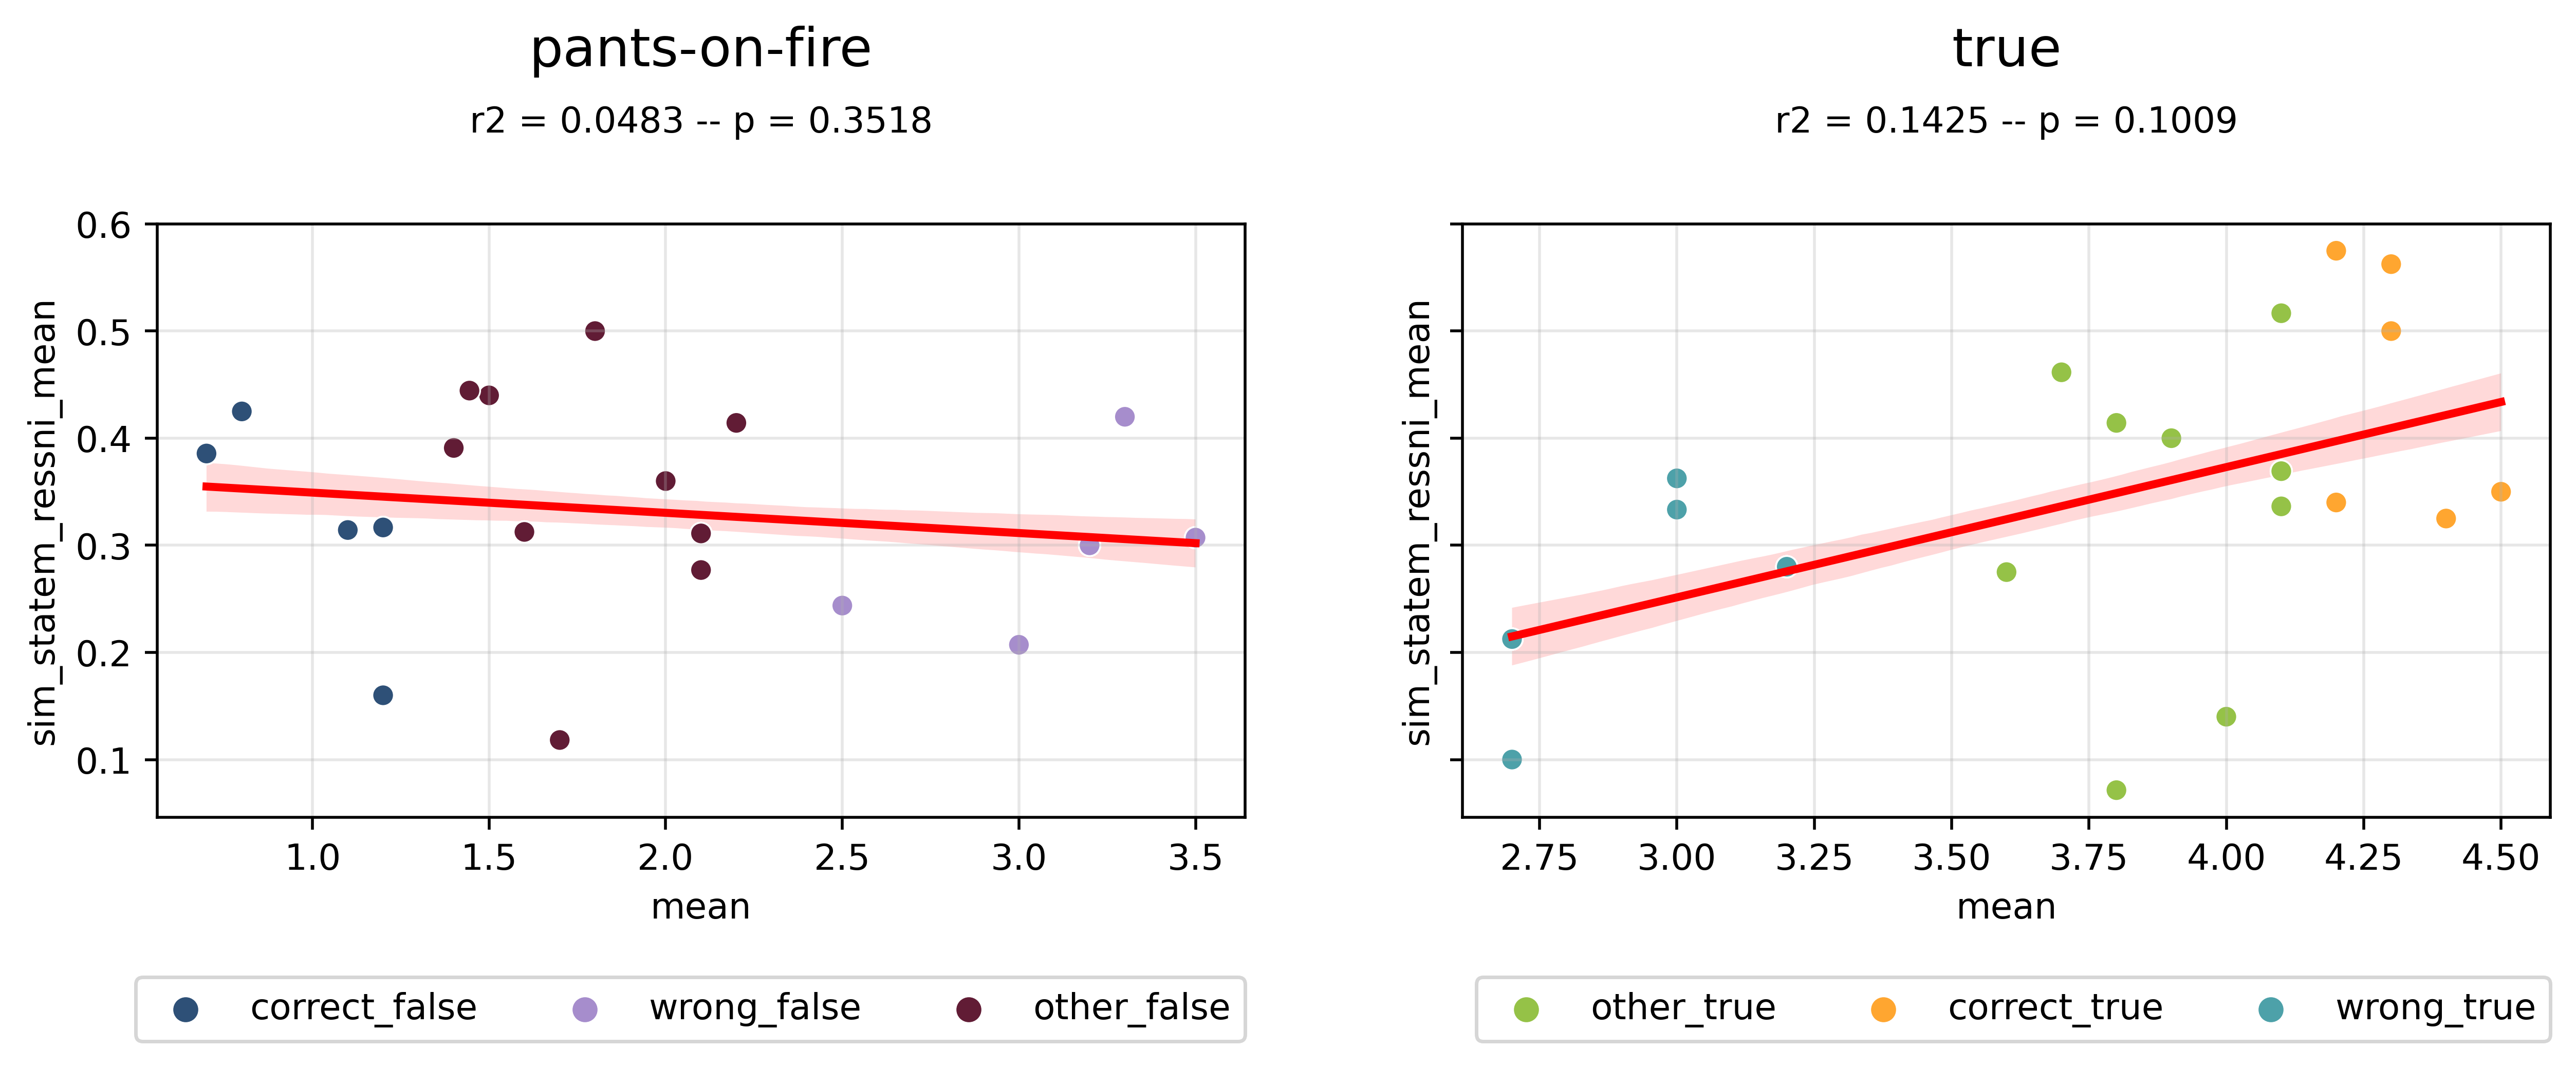 pants-on-fire
r2 = 0.0483 -- p = 0.3518
sim_statem_ressni_mean
0.6
0.5
0.4
0.3
0.2
0.1
1.0 1.5 2.0 2.5 3.0 3.5
mean
correct_false wrong_false other_false
true
r2 = 0.1425 -- p = 0.1009
sim_statem_ressni_mean
2.75 3.00 3.25 3.50 3.75 4.00 4.25 4.50
mean
other_true correct_true wrong_true